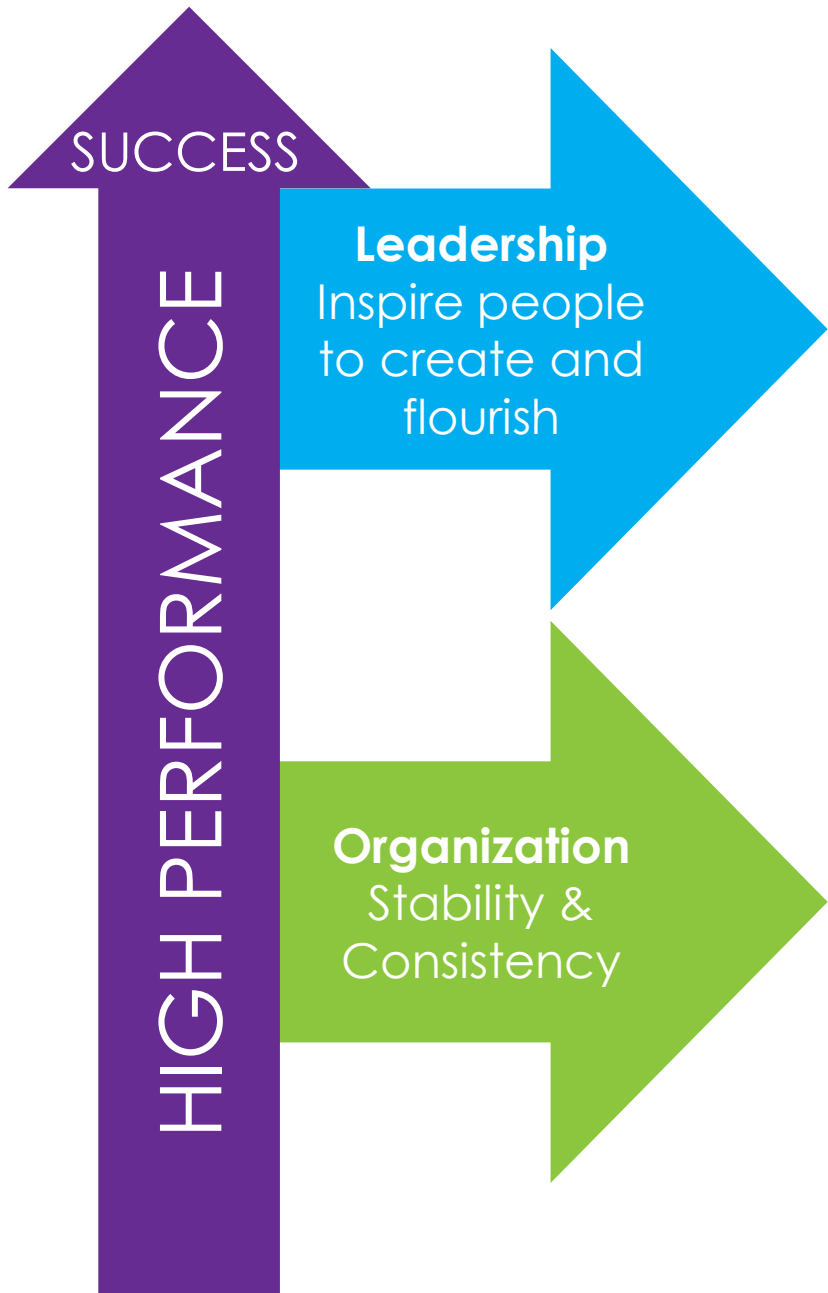 SUCCESS
HIGH PERFORMANCE
Leadership
Inspire people
to create and
flourish
Organization
Stability &
Consistency